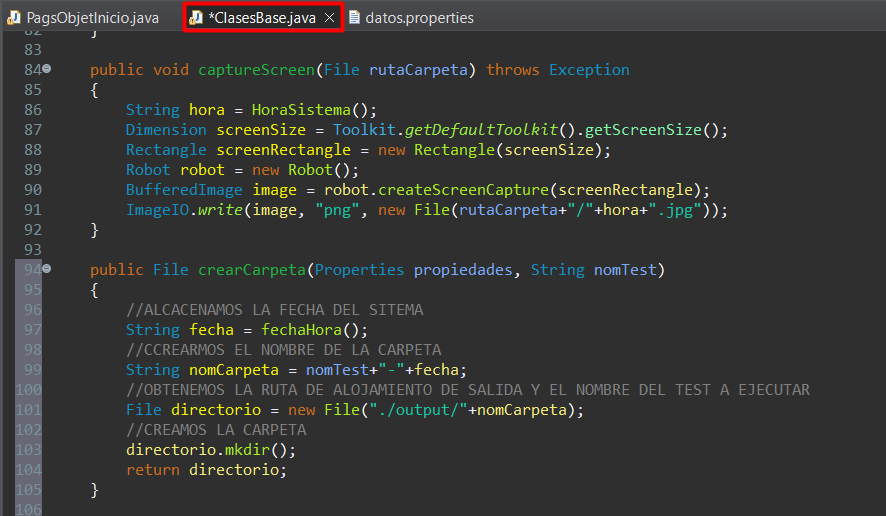 PagsObjetInicio.java *ClasesBase.java datos.properties
82 }
83
84 public void captureScreen(File rutaCarpeta) throws Exception
85 {
86 String hora = HoraSistema();
87 Dimension screenSize = Toolkit.getDefaultToolkit().getScreenSize();
88 Rectangle screenRectangle = new Rectangle(screenSize);
89 Robot robot = new Robot();
90 BufferedImage image = robot.createScreenCapture(screenRectangle);
91 ImageIO.write(image, "png", new File(rutaCarpeta+"/"+hora+".jpg"));
92 }
93
94 public File crearCarpeta(Properties propiedades, String nomTest)
95 {
96 //ALCACENAMOS LA FECHA DEL SITEMA
97 String fecha = fechaHora();
98 //CCREARMOS EL NOMBRE DE LA CARPETA
99 String nomCarpeta = nomTest+"-"+fecha;
100 //OBTENEMOS LA RUTA DE ALOJAMIENTO DE SALIDA Y EL NOMBRE DEL TEST A EJECUTAR
101 File directorio = new File("./output/"+nomCarpeta);
102 //CREAMOS LA CARPETA
103 directorio.mkdir();
104 return directorio;
105 }
106